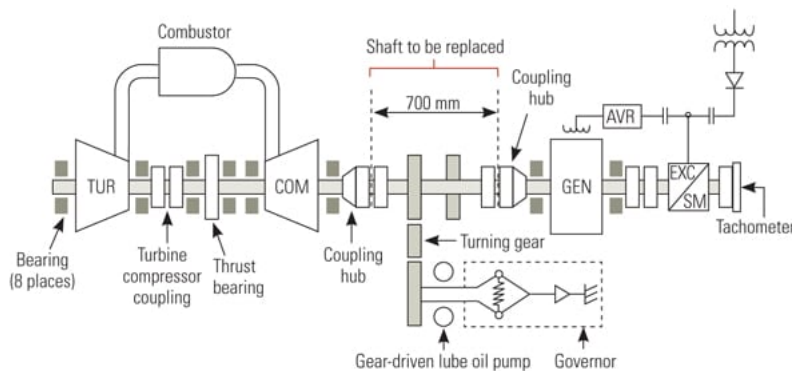 Combustor
Shaft to be replaced
700 mm
Coupling
hub
AVR
TUR
COM
GEN
EXC
SM
Tachometer
Bearing
(8 places)
Turbine
compressor
coupling
Thrust
bearing
Coupling
hub
Turning gear
Gear-driven lube oil pump
Governor